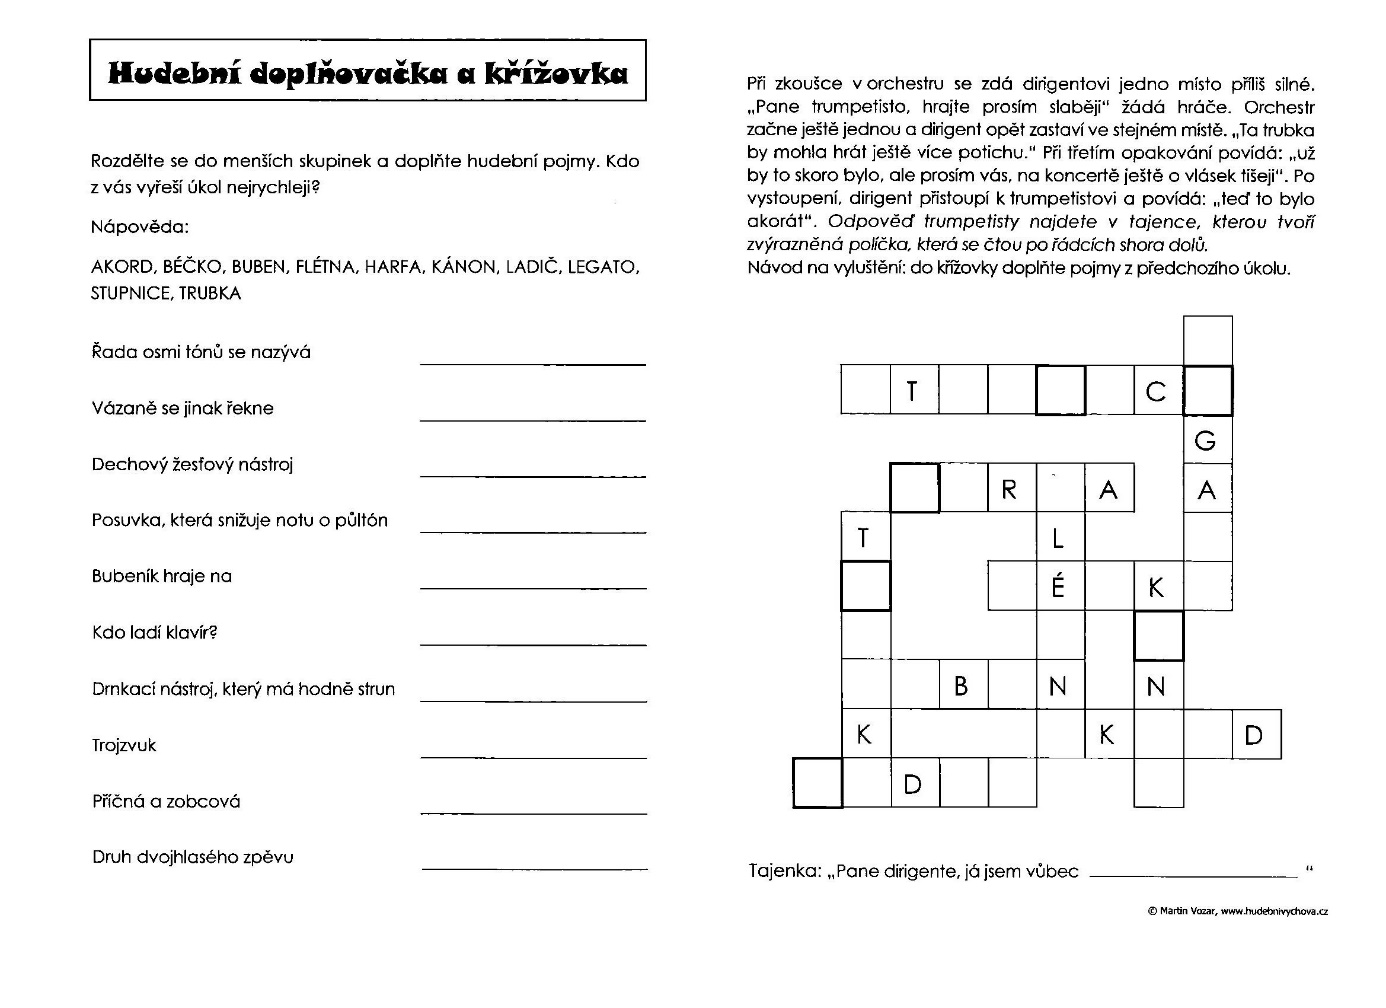 Hudební doplňovačka a křížovka
Rozdělte se do menších skupinek a doplňte hudební pojmy. Kdo
z vás vyřeší úkol nejrychleji?
Nápověda:
AKORD, BÉČKO, BUBEN, FLÉTNA, HARFA, KÁNON, LADIČ, LEGATO,
STUPNICE, TRUBKA
Řada osmi tónů se nazývá
Vázaně se jinak řekne
Dechový žesťový nástroj
Posuvka, která snižuje notu o půltón
Bubeník hraje na
Kdo ladí klavír?
Drnkací nástroj, který má hodně strun
Trojzvuk
Příčná a zobcová
Druh dvojhlasého zpěvu
Při zkoušce v orchestru se zdá dirigentovi jedno místo příliš silné.
„Pane trumpetisto, hrajte prosím slaběji“ žádá hráče. Orchestr
začne ještě jednou a dirigent opět zastaví ve stejném místě. „Ta trubka
by mohla hrát ještě více potichu.“ Při třetím opakování povídá: „už
by to skoro bylo, ale prosím vás, na koncertě ještě o vlásek tišeji“. Po
vystoupení, dirigent přistoupí k trumpetistovi a povídá: „teď to bylo
akorát“. Odpověď trumpetisty najdete v tajence, kterou tvoří
zvýrazněná políčka, která se čtou po řádcích shora dolů.
Návod na vyluštění: do křížovky doplňte pojmy z předchozího úkolu.
T C
G
R A A
T L
É K
B N N
K K D
D
Tajenka: „Pane dirigente, já jsem vůbec “
© Martin Vozar, www.hudebnivychova.cz